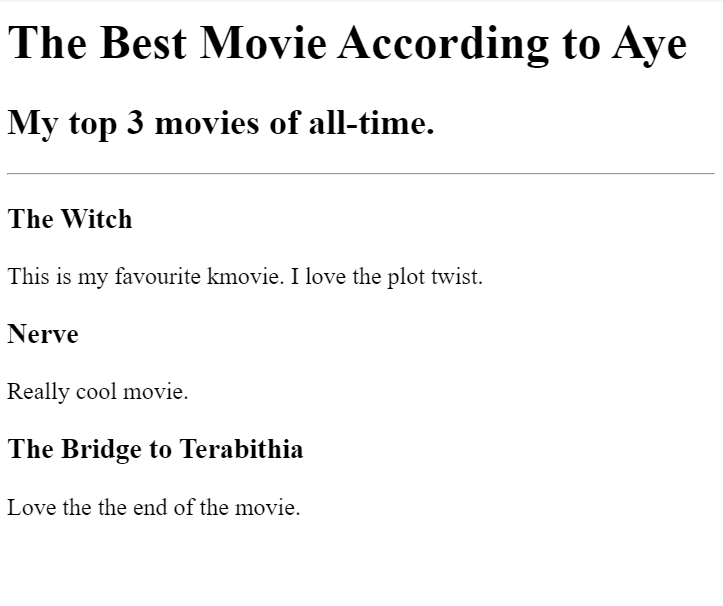 The Best Movie According to Aye
My top 3 movies of all-time.
The Witch
This is my favourite kmovie. I love the plot twist.
Nerve
Really cool movie.
The Bridge to Terabithia
Love the the end of the movie.